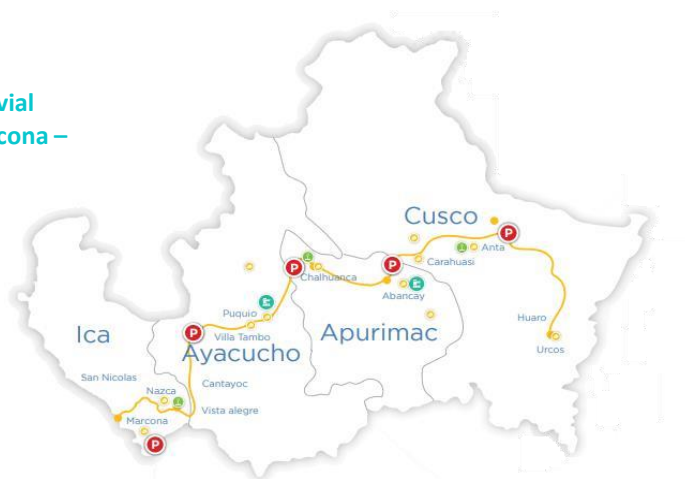 vial
cona –
Cusco
P
Anta
P
Carahuasi
P
Chalhuanca
E
Abancay
E
Puquio
Huaro
Ica
P
Villa Tambo
Apurimac
Urcos
Ayacucho
San Nicolas
Cantayoc
Nazca
Vista alegre
Marcona
P